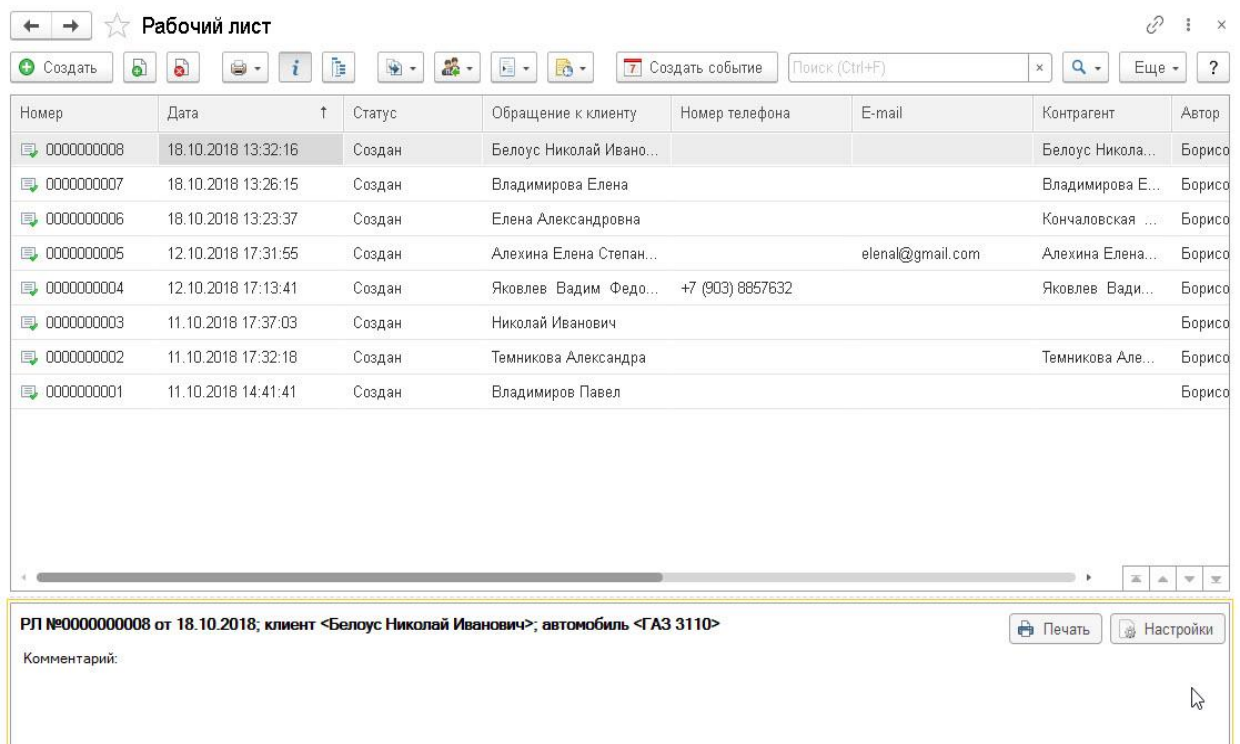 Рабочий лист
Создать i 7 Создать событие Поиск (Ctrl+F) × Еще ?
Номер Дата ↑ Статус Обращение к клиенту Номер телефона E-mail Контрагент Автор
0000000008 18.10.2018 13:32:16 Создан Белоус Николай Ивано... Белоус Никола... Борисо
0000000007 18.10.2018 13:26:15 Создан Владимирова Елена Владимирова Е... Борисо
0000000006 18.10.2018 13:23:37 Создан Елена Александровна Кончаловская ... Борисо
0000000005 12.10.2018 17:31:55 Создан Алехина Елена Степан... elenal@gmail.com Алехина Елена... Борисо
0000000004 12.10.2018 17:13:41 Создан Яковлев Вадим Федо... +7 (903) 8857632 Яковлев Вади... Борисо
0000000003 11.10.2018 17:37:03 Создан Николай Иванович Борисо
0000000002 11.10.2018 17:32:18 Создан Темникова Александра Темникова Але... Борисо
0000000001 11.10.2018 14:41:41 Создан Владимиров Павел Борисо
РЛ №0000000008 от 18.10.2018; клиент <Белоус Николай Иванович>; автомобиль <ГАЗ 3110> Печать Настройки
Комментарий: